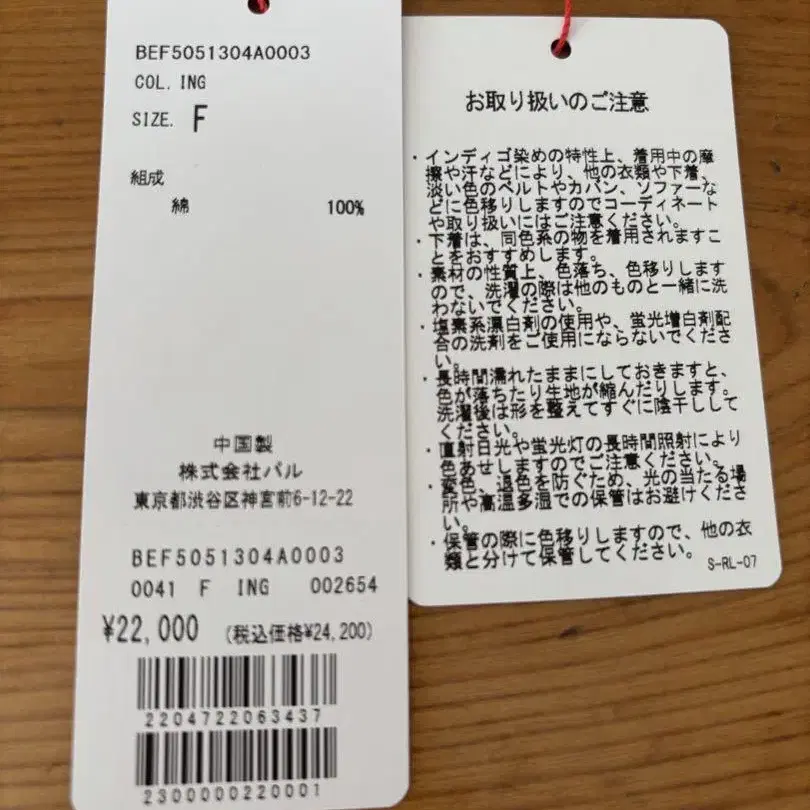 BEF5051304A0003
COL. ING
SIZE. F
組成
綿 100%
中国製
株式会社パル
東京都渋谷区神宮前6-12-22
BEF5051304A0003
0041 F ING 002654
¥22,000 (税込価格¥24,200)
2204722063437
2300000220001
お取り扱いのご注意
・インディゴ染めの特性上、着用中の摩
擦や汗などにより、他の衣類や下着、
淡い色のベルトやカバン、ソファーな
どに色移りしますのでコーディネート
や取り扱いにはご注意ください。
・下着は、同色系の物を着用されますこ
とをおすすめします。
・素材の性質上、色落ち、色移りします
ので、洗濯の際は他のものと一緒に洗
わないでください。
・塩素系漂白剤の使用や、蛍光増白剤配
合の洗剤をご使用にならないでくださ
い。
・長時間濡れたままにしておきますと、
色が落ちたり生地が縮んだりします。
洗濯後は形を整えてすぐに陰干しして
ください。
・直射日光や蛍光灯の長時間照射により
色あせしますのでご注意ください。
・変色、退色を防ぐため、光の当たる場
所や高温多湿での保管はお避けくださ
い。
・保管の際に色移りしますので、他の衣
類と分けて保管してください。
S-RL-07